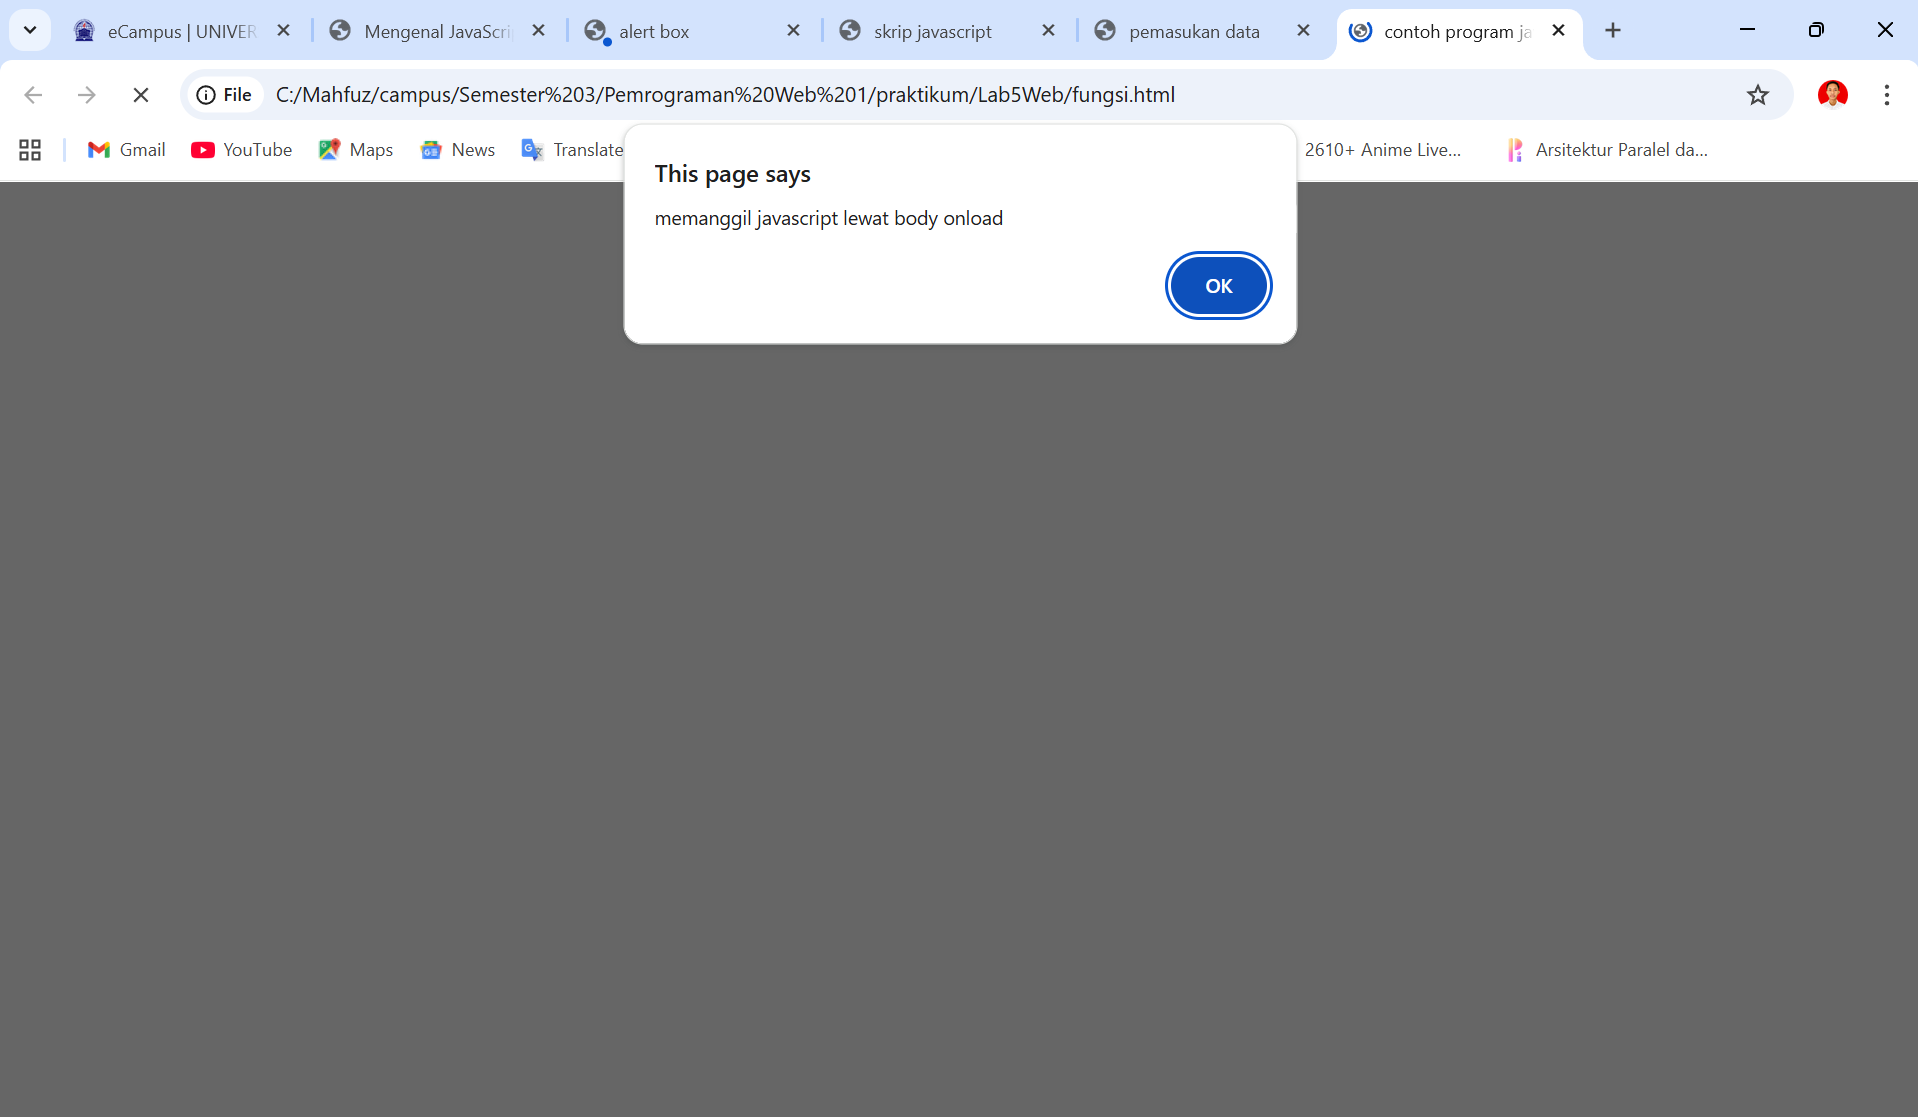 eCampus | UNIVER
Mengenal JavaScri
alert box
skrip javascript
pemasukan data
contoh program ja
File
C:/Mahfuz/campus/Semester%203/Pemrograman%20Web%201/praktikum/Lab5Web/fungsi.html
Gmail
YouTube
Maps
News
Translate
2610+ Anime Live...
Arsitektur Paralel da...
This page says
memanggil javascript lewat body onload
OK